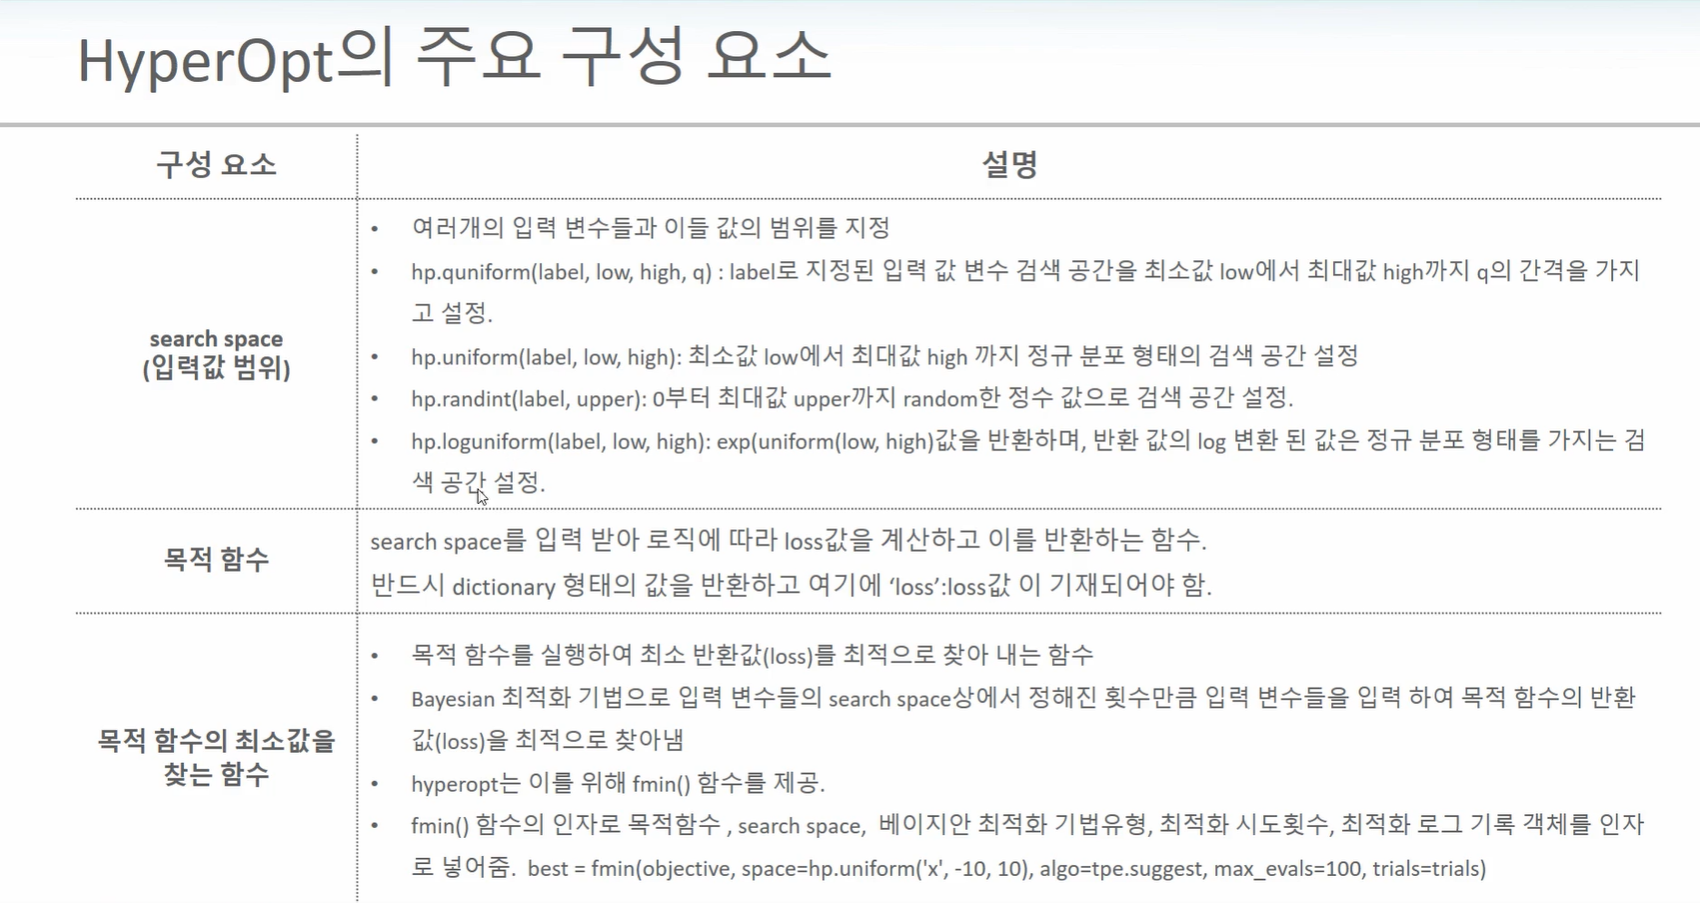 HyperOpt의 주요 구성 요소
구성 요소
설명
search space
(입력값 범위)
• 여러개의 입력 변수들과 이들 값의 범위를 지정
• hp.quniform(label, low, high, q) : label로 지정된 입력 값 변수 검색 공간을 최소값 low에서 최대값 high까지 q의 간격을 가지
고 설정.
• hp.uniform(label, low, high): 최소값 low에서 최대값 high 까지 정규 분포 형태의 검색 공간 설정
• hp.randint(label, upper): 0부터 최대값 upper까지 random한 정수 값으로 검색 공간 설정.
• hp.loguniform(label, low, high): exp(uniform(low, high)값을 반환하며, 반환 값의 log 변환 된 값은 정규 분포 형태를 가지는 검
색 공간 설정.
목적 함수
search space를 입력 받아 로직에 따라 loss값을 계산하고 이를 반환하는 함수.
반드시 dictionary 형태의 값을 반환하고 여기에 ‘loss’:loss값 이 기재되어야 함.
목적 함수의 최소값을
찾는 함수
• 목적 함수를 실행하여 최소 반환값(loss)를 최적으로 찾아 내는 함수
• Bayesian 최적화 기법으로 입력 변수들의 search space상에서 정해진 횟수만큼 입력 변수들을 입력 하여 목적 함수의 반환
값(loss)을 최적으로 찾아냄
• hyperopt는 이를 위해 fmin() 함수를 제공.
• fmin() 함수의 인자로 목적함수 , search space, 베이지안 최적화 기법유형, 최적화 시도횟수, 최적화 로그 기록 객체를 인자
로 넣어줌. best = fmin(objective, space=hp.uniform('x', -10, 10), algo=tpe.suggest, max_evals=100, trials=trials)